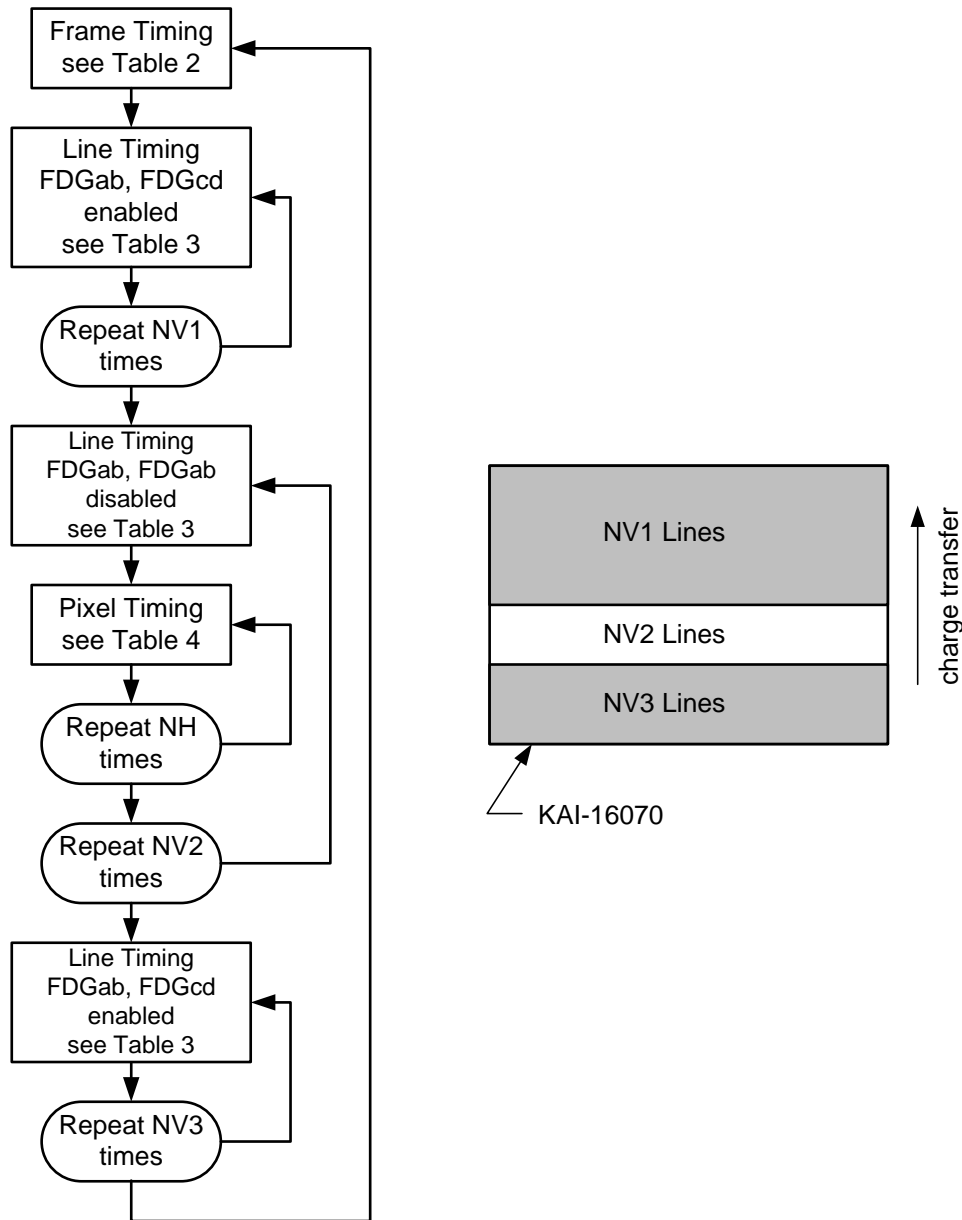 Frame Timing
see Table 2
Line Timing
FDGab, FDGcd
enabled
see Table 3
Repeat NV1
times
Line Timing
FDGab, FDGab
disabled
see Table 3
Pixel Timing
see Table 4
Repeat NH
times
Repeat NV2
times
Line Timing
FDGab, FDGcd
enabled
see Table 3
Repeat NV3
times
NV1 Lines
NV2 Lines
NV3 Lines
charge transfer
KAI-16070